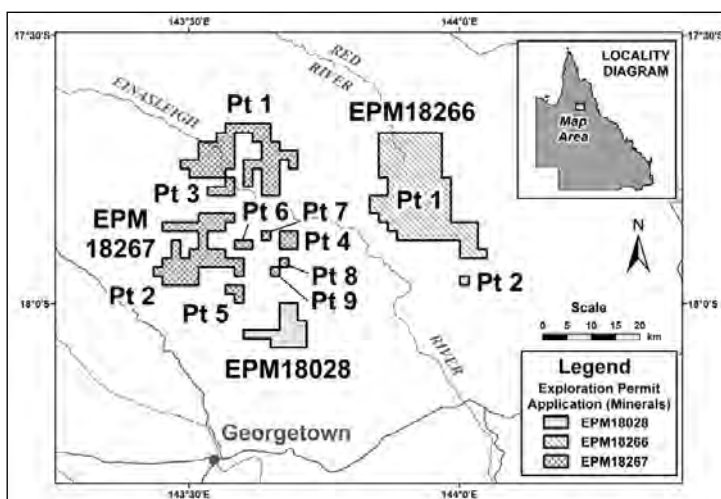 143°30'E
144°0'E
17°30'S
17°30'S
RED
RIVER
EINASLEIGH
LOCALITY
DIAGRAM
Map
Area
Pt 1
EPM18266
Pt 1
Pt 3
Pt 6
Pt 7
EPM
18267
Pt 4
Pt 8
Pt 9
Pt 2
Pt 5
Pt 2
N
18°0'S
18°0'S
Scale
0 5 10 15 20
km
EPM18028
RIVER
Legend
Exploration Permit
Application (Minerals)
EPM18028
EPM18266
EPM18267
Georgetown
143°30'E
144°0'E